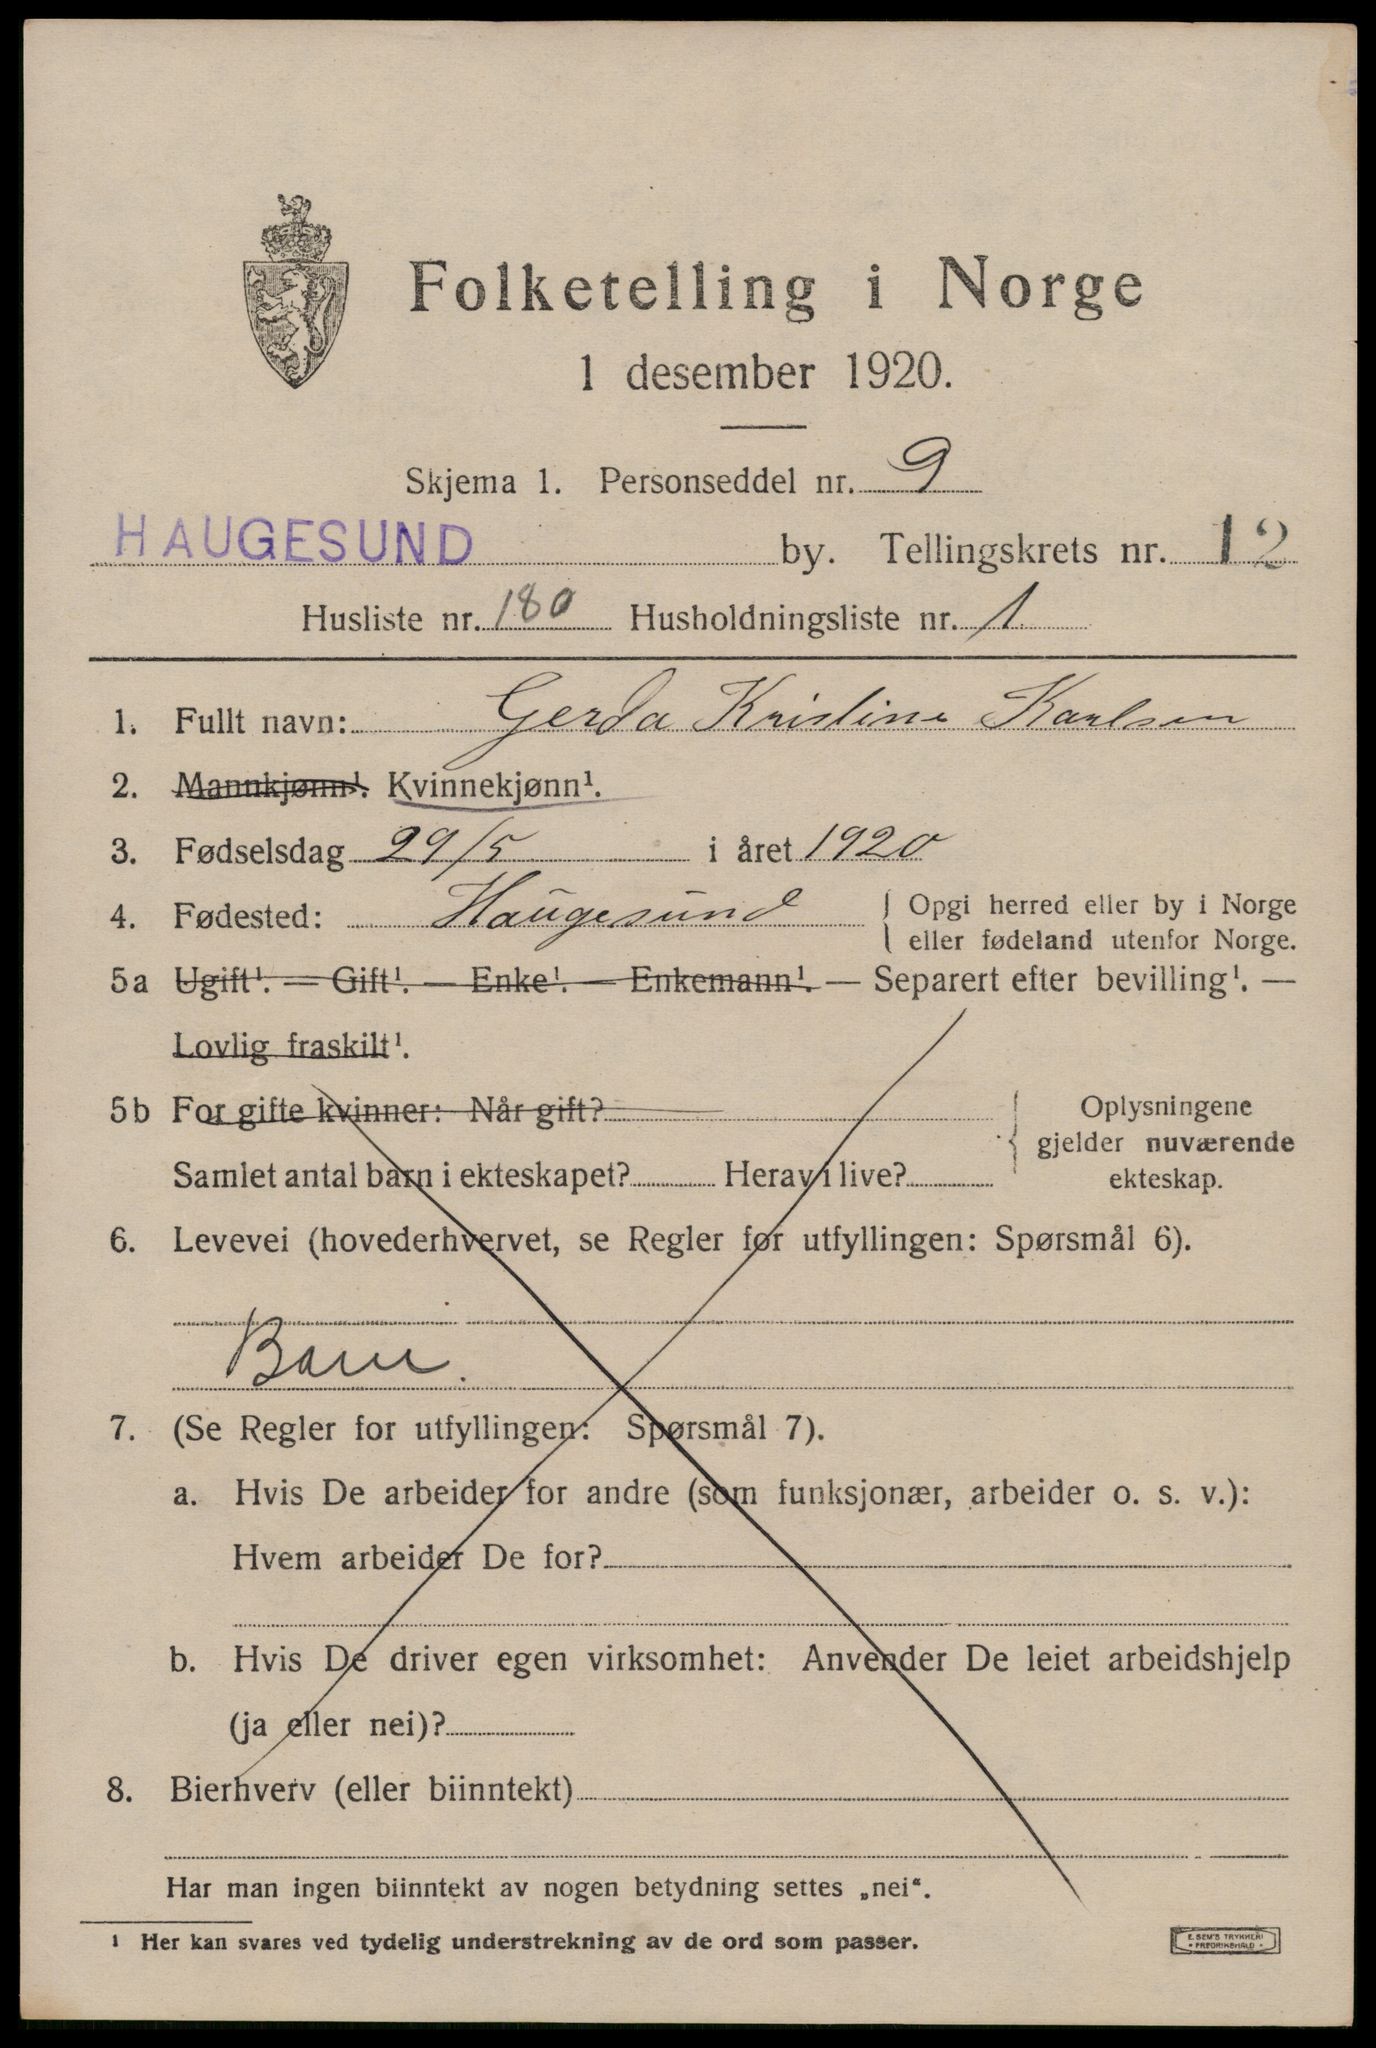 Folketelling i Norge
1 desember 1920.
Skjema 1. Personseddel nr. 9
HAUGESUND by. Tellingskrets nr. 12
Husliste nr. 180 Husholdningsliste nr. 1
1. Fullt navn: Gerda Kristine Karlsen
2. Mannkjønn¹. Kvinnekjønn¹.
3. Fødselsdag 29/5 i året 1920
4. Fødested: Haugesund { Opgi herred eller by i Norge
eller fødeland utenfor Norge.
5a Ugift¹. — Gift¹. — Enke¹. — Enkemann¹. — Separert efter bevilling¹. —
Lovlig fraskilt¹.
5b For gifte kvinner: Når gift?
Samlet antal barn i ekteskapet? Herav i live?
Oplysningene
gjelder nuværende
ekteskap.
6. Levevei (hovederhvervet, se Regler for utfyllingen: Spørsmål 6).
Barn.
7. (Se Regler for utfyllingen: Spørsmål 7).
a. Hvis De arbeider for andre (som funksjonær, arbeider o. s. v.):
Hvem arbeider De for?
b. Hvis De driver egen virksomhet: Anvender De leiet arbeidshjelp
(ja eller nei)?
8. Bierhverv (eller biinntekt)
Har man ingen biinntekt av nogen betydning settes „nei“.
¹ Her kan svares ved tydelig understrekning av de ord som passer.
E. SEM'S TRYKKERI
• FREDRIKSHALD •